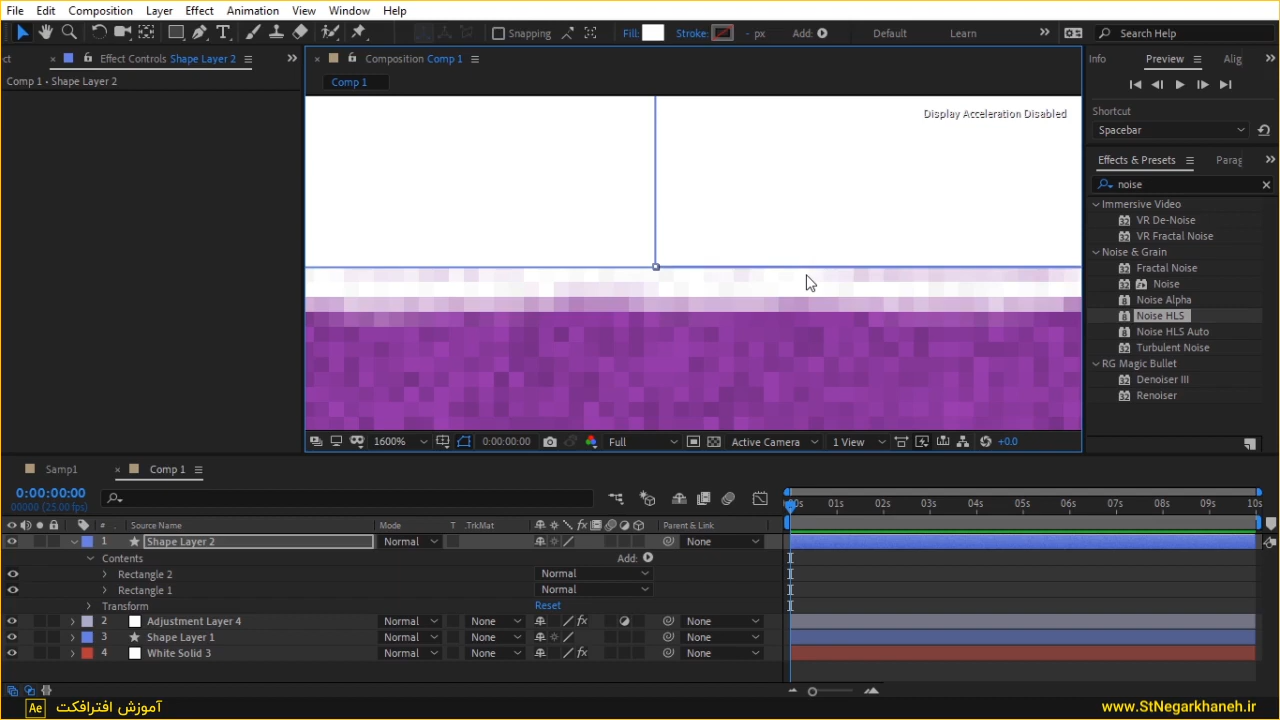 File Edit Composition Layer Effect Animation View Window Help
Snapping Fill: Stroke: - px Add: Default Learn Search Help
ct Effect Controls Shape Layer 2
Composition Comp 1
Info Preview Alig
Comp 1 • Shape Layer 2
Comp 1
Display Acceleration Disabled
Shortcut
Spacebar
Effects & Presets Parag
noise
Immersive Video
VR De-Noise
VR Fractal Noise
Noise & Grain
Fractal Noise
Noise
Noise Alpha
Noise HLS
Noise HLS Auto
Turbulent Noise
RG Magic Bullet
Denoiser III
Renoiser
1600% 0:00:00:00 Full Active Camera 1 View +0.0
Samp1 Comp 1
0:00:00:00
00000 (25.00 fps)
01s 02s 03s 04s 05s 06s 07s 08s 09s 10s
# Source Name Mode T .TrkMat Parent & Link
1 Shape Layer 2 Normal None
Contents Add:
Rectangle 2 Normal
Rectangle 1 Normal
Transform Reset
2 Adjustment Layer 4 Normal None None
3 Shape Layer 1 Normal None None
4 White Solid 3 Normal None None
Ae آموزش افترافکت www.StNegarkhaneh.ir